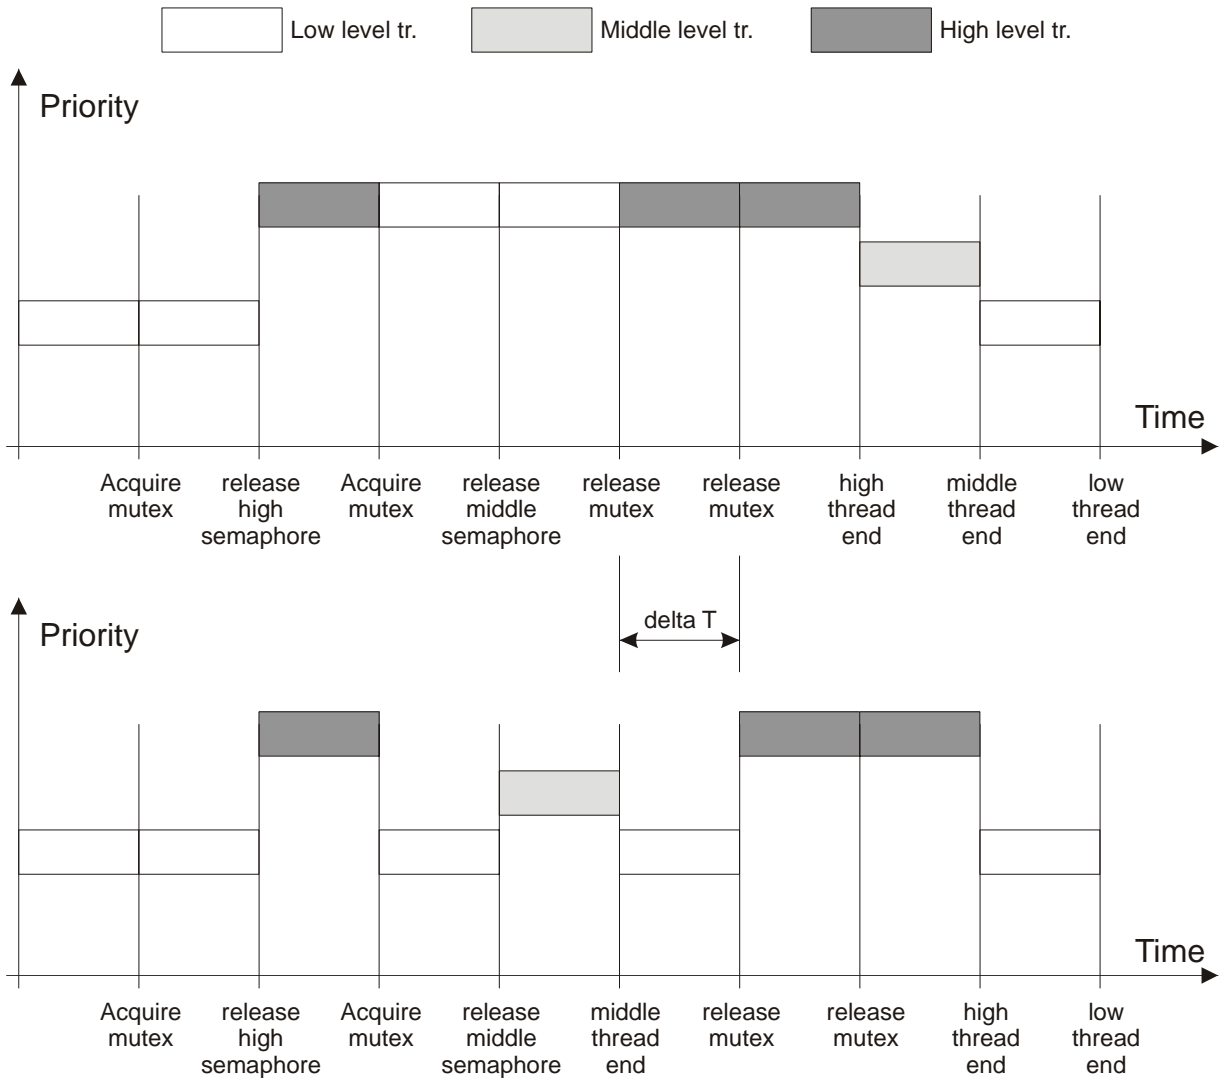 Low level tr.
Middle level tr.
High level tr.
Priority
Time
Acquire
mutex
release
high
semaphore
Acquire
mutex
release
middle
semaphore
release
mutex
release
mutex
high
thread
end
middle
thread
end
low
thread
end
delta T
Priority
Time
Acquire
mutex
release
high
semaphore
Acquire
mutex
release
middle
semaphore
middle
thread
end
release
mutex
release
mutex
high
thread
end
low
thread
end